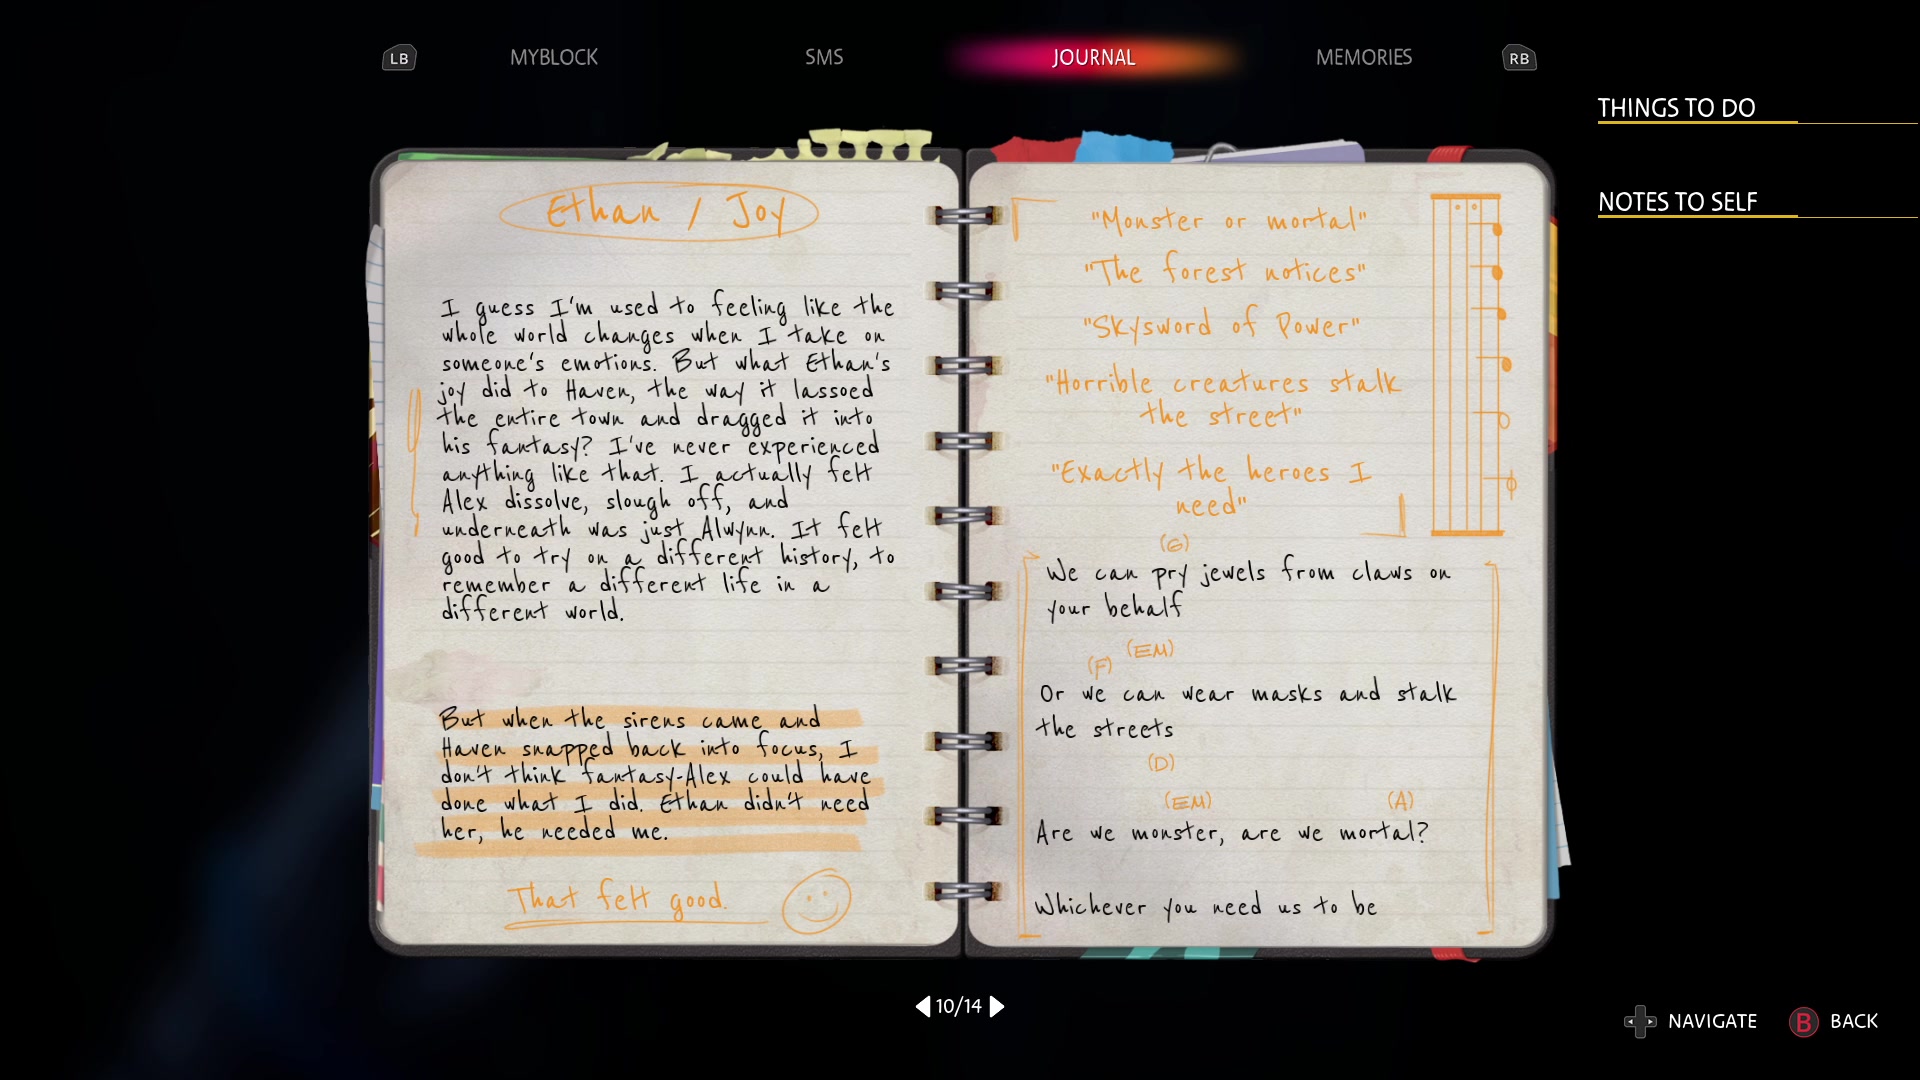 LB MYBLOCK SMS JOURNAL MEMORIES RB
THINGS TO DO
NOTES TO SELF
Ethan / Joy
I guess I'm used to feeling like the
whole world changes when I take on
someone's emotions. But what Ethan's
joy did to Haven, the way it lassoed
the entire town and dragged it into
his fantasy? I've never experienced
anything like that. I actually felt
Alex dissolve, slough off, and
underneath was just Alwynn. It felt
good to try on a different history, to
remember a different life in a
different world.
But when the sirens came and
Haven snapped back into focus, I
don't think fantasy-Alex could have
done what I did. Ethan didn't need
her, he needed me.
That felt good.
"Monster or mortal"
"The forest notices"
"Skysword of Power"
"Horrible creatures stalk
the street"
"Exactly the heroes I
need"
(G)
We can pry jewels from claws on
your behalf
(EM)
(F)
Or we can wear masks and stalk
the streets
(D)
(EM) (A)
Are we monster, are we mortal?
Whichever you need us to be
10/14
NAVIGATE B BACK